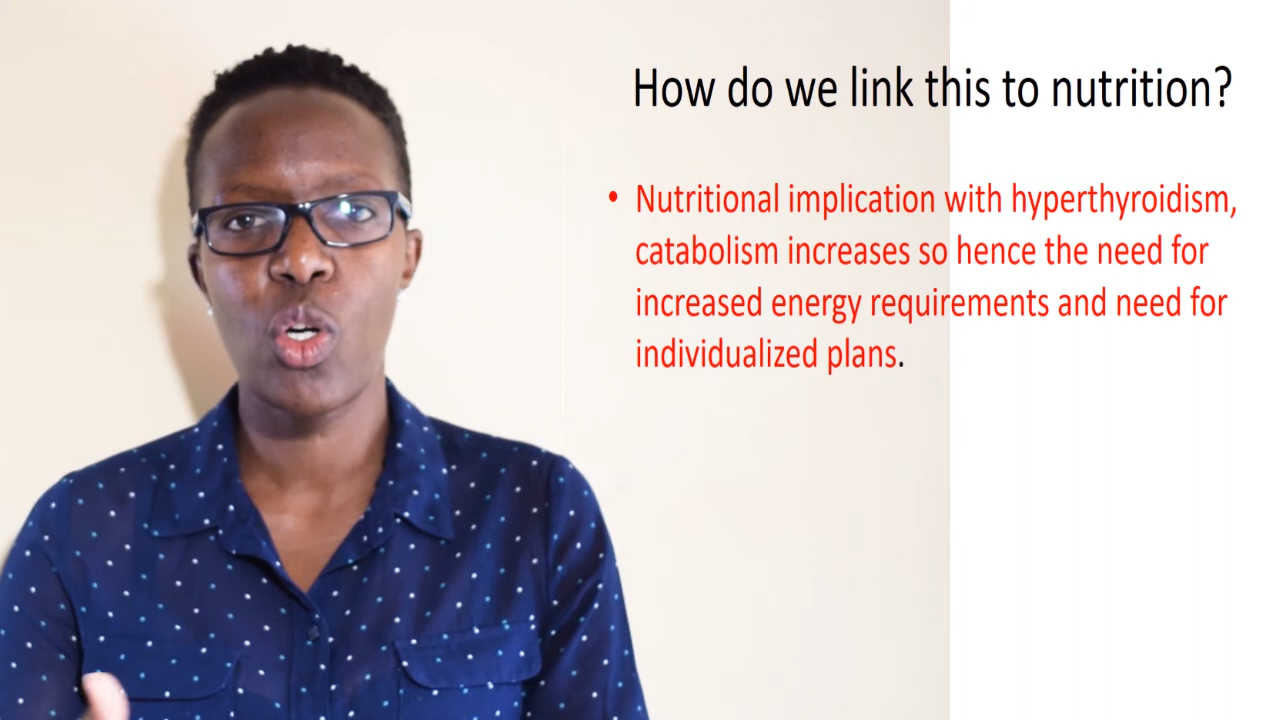 How do we link this to nutrition?
• Nutritional implication with hyperthyroidism,
catabolism increases so hence the need for
increased energy requirements and need for
individualized plans.